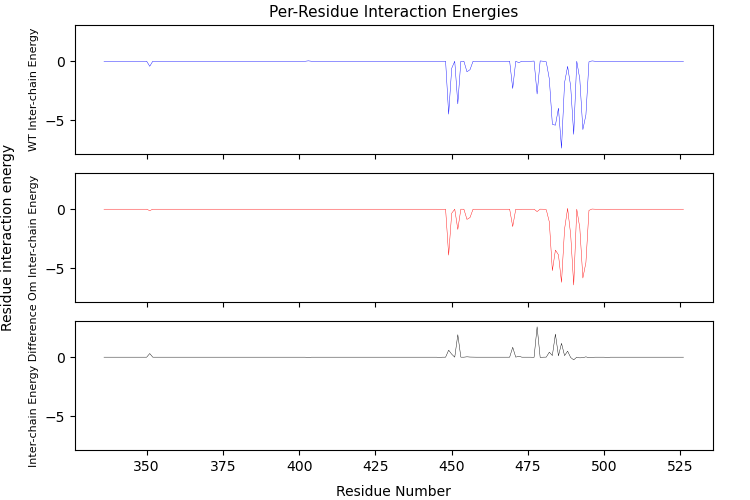 Per-Residue Interaction Energies
Residue interaction energy
WT Inter-chain Energy
0
−5
Om Inter-chain Energy
0
−5
Inter-chain Energy Difference
0
−5
350
375
400
425
450
475
500
525
Residue Number